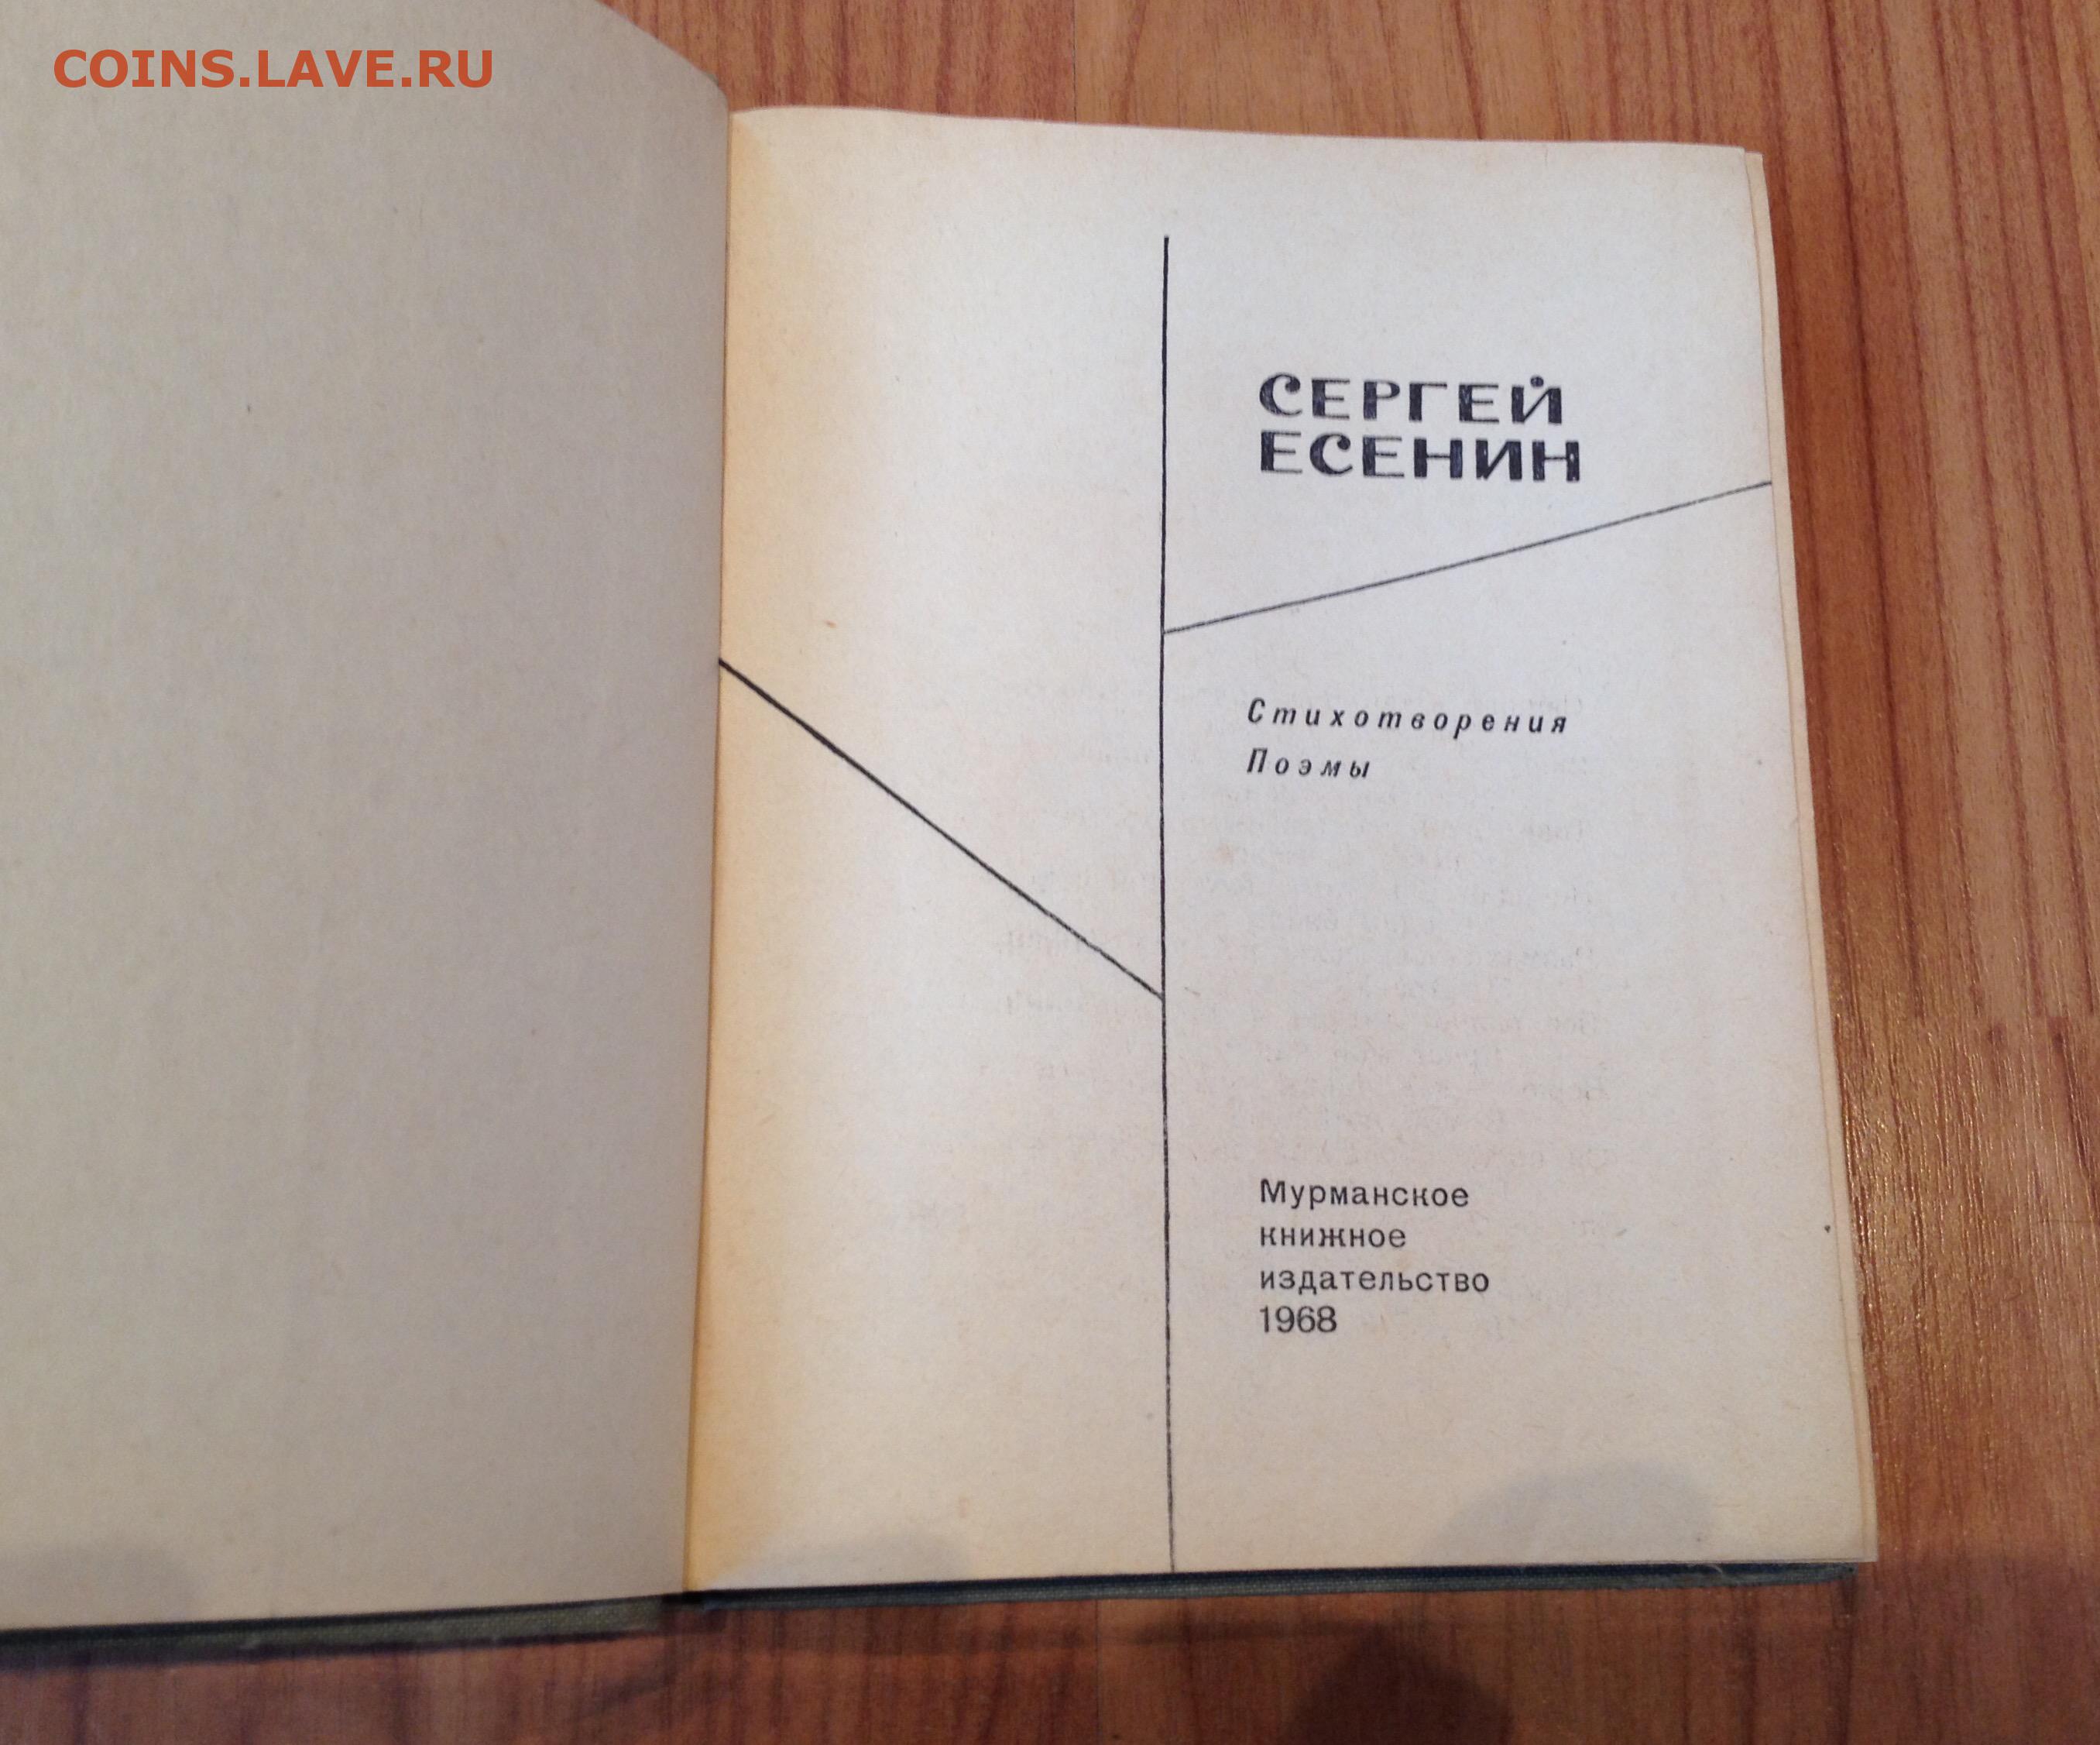 COINS.LAVE.RU
СЕРГЕЙ
ЕСЕНИН
Стихотворения
Поэмы
Мурманское
книжное
издательство
1968